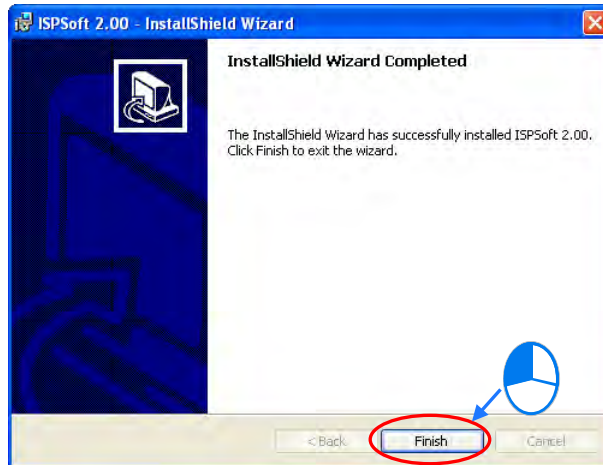 ISPSoft 2.00 - InstallShield Wizard
InstallShield Wizard Completed
The InstallShield Wizard has successfully installed ISPSoft 2.00.
Click Finish to exit the wizard.
< Back
Finish
Cancel